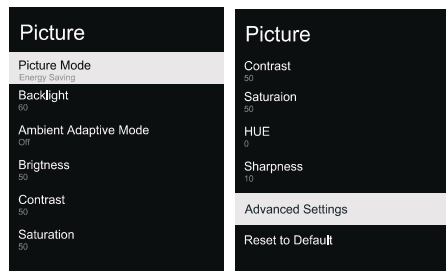 Picture
Picture Mode
Energy Saving
Backlight
60
Ambient Adaptive Mode
Off
Brigtness
50
Contrast
50
Saturation
50
Picture
Contrast
50
Saturaion
50
HUE
0
Sharpness
10
Advanced Settings
Reset to Default